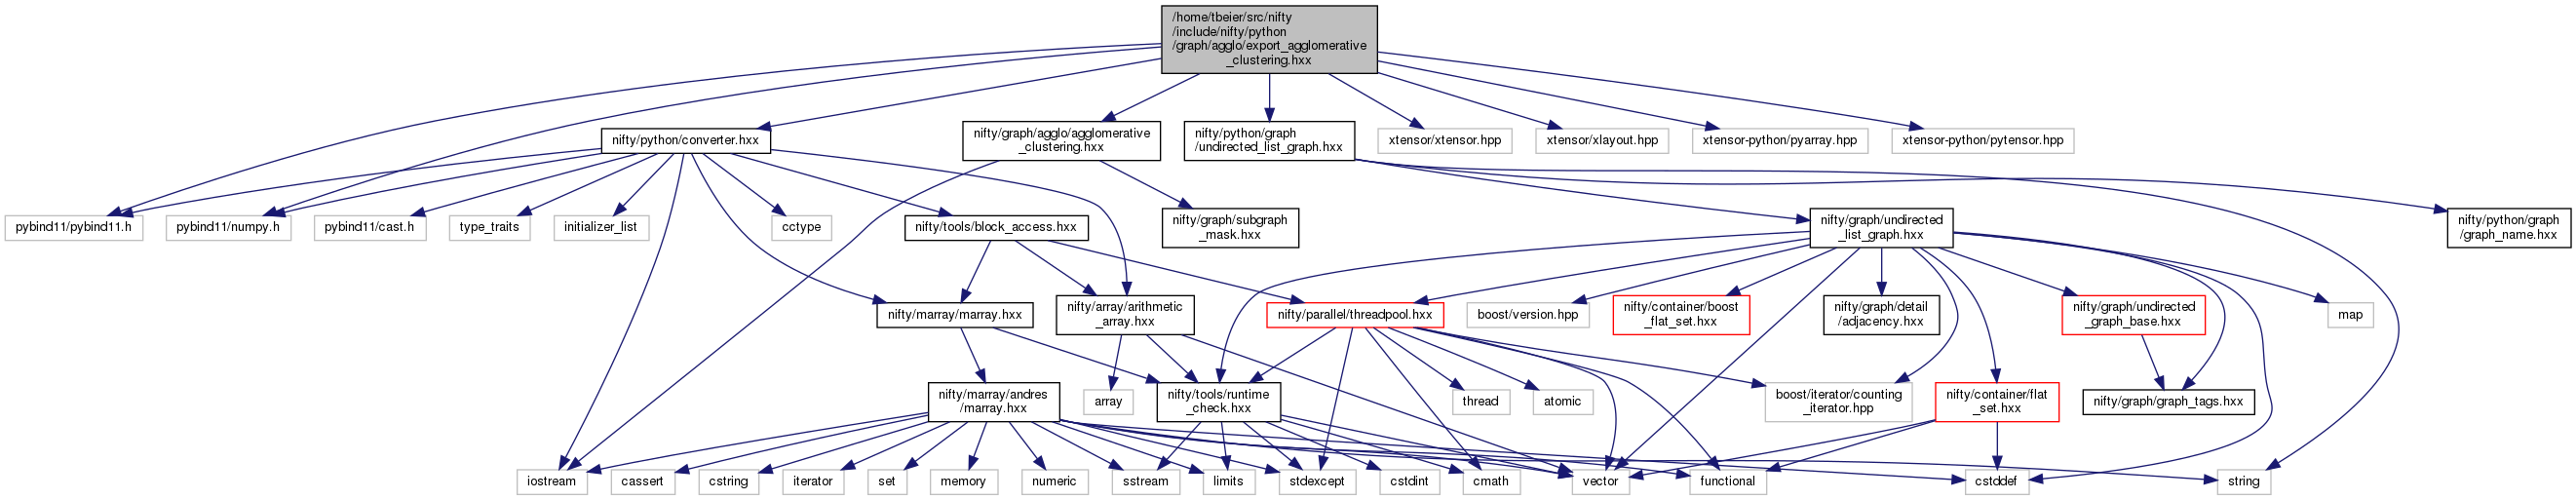 /home/tbeier/src/nifty
/include/nifty/python
/graph/agglo/export_agglomerative
_clustering.hxx
nifty/python/converter.hxx
nifty/graph/agglo/agglomerative
_clustering.hxx
nifty/python/graph
/undirected_list_graph.hxx
xtensor/xtensor.hpp
xtensor/xlayout.hpp
xtensor-python/pyarray.hpp
xtensor-python/pytensor.hpp
pybind11/pybind11.h
pybind11/numpy.h
pybind11/cast.h
type_traits
initializer_list
cctype
nifty/tools/block_access.hxx
nifty/graph/subgraph
_mask.hxx
nifty/graph/undirected
_list_graph.hxx
nifty/python/graph
/graph_name.hxx
nifty/marray/marray.hxx
nifty/array/arithmetic
_array.hxx
nifty/parallel/threadpool.hxx
boost/version.hpp
nifty/container/boost
_flat_set.hxx
nifty/graph/detail
/adjacency.hxx
nifty/graph/undirected
_graph_base.hxx
map
nifty/marray/andres
/marray.hxx
array
nifty/tools/runtime
_check.hxx
thread
atomic
boost/iterator/counting
_iterator.hpp
nifty/container/flat
_set.hxx
nifty/graph/graph_tags.hxx
iostream
cassert
cstring
iterator
set
memory
numeric
sstream
limits
stdexcept
cstdint
cmath
vector
functional
cstddef
string